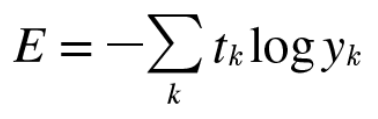 E = −∑ₖ tₖ log yₖ